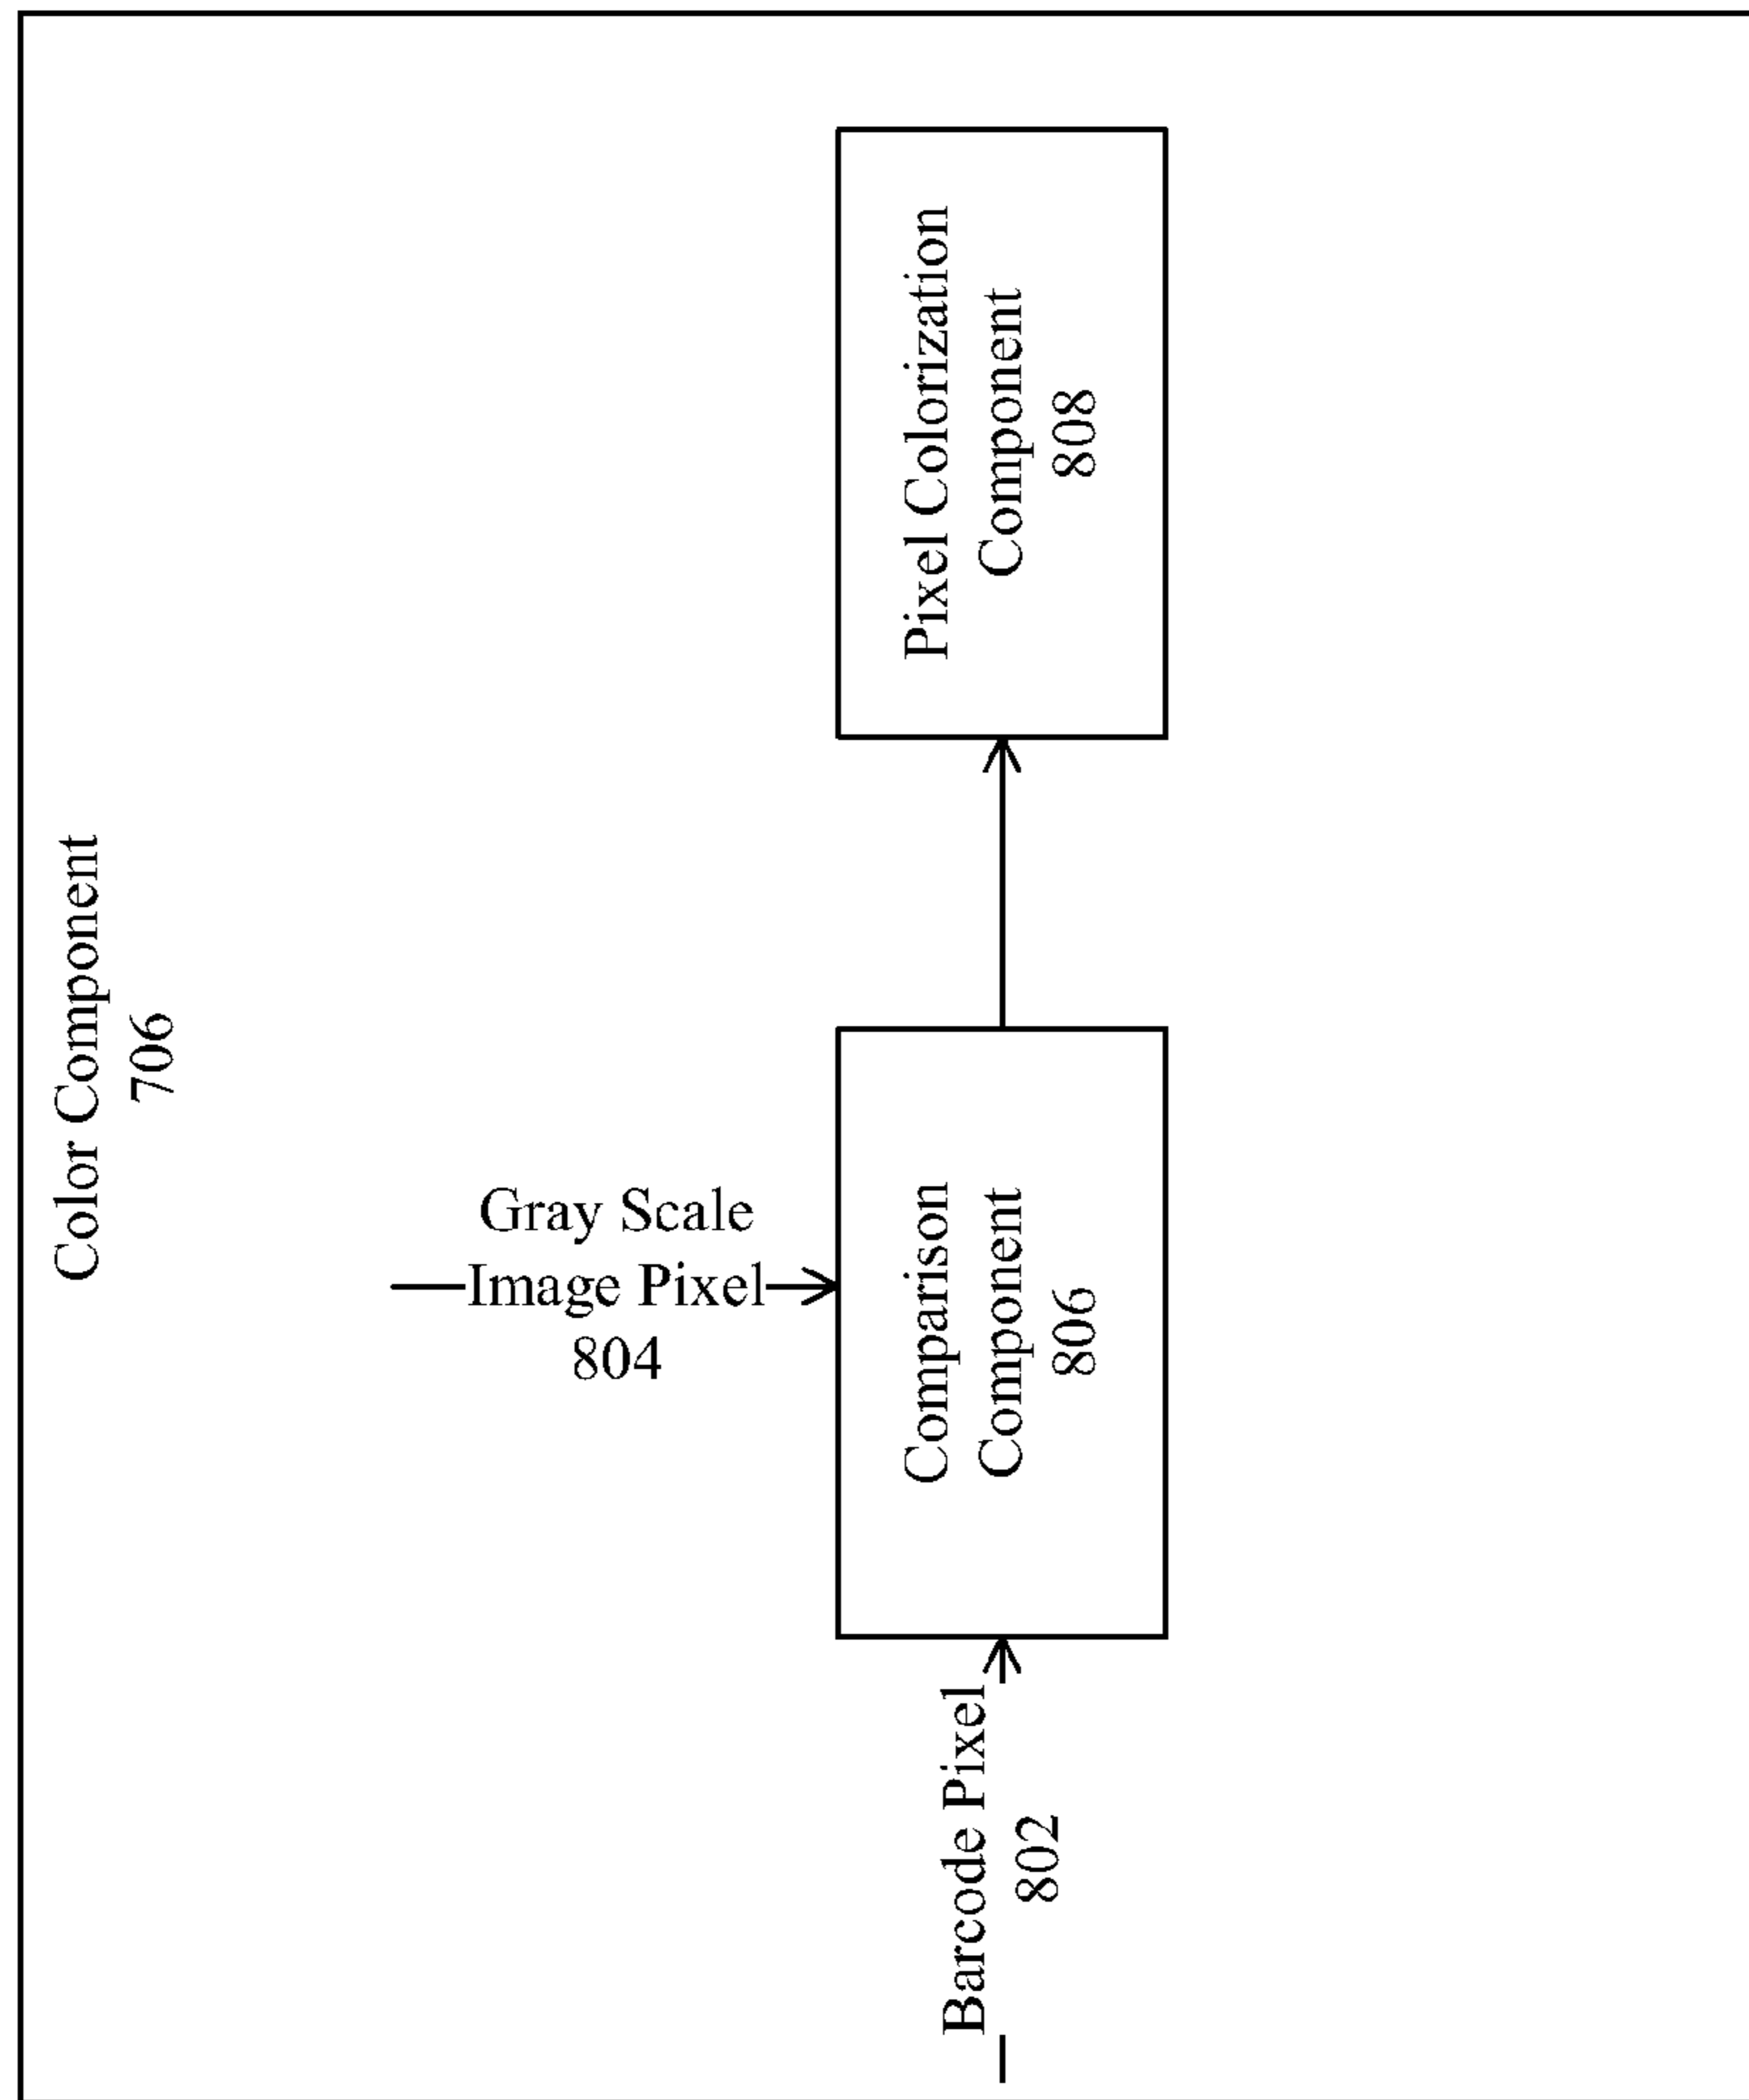 Color Component
706
Gray Scale
Image Pixel
804
Barcode Pixel
802
Comparison
Component
806
Pixel Colorization
Component
808